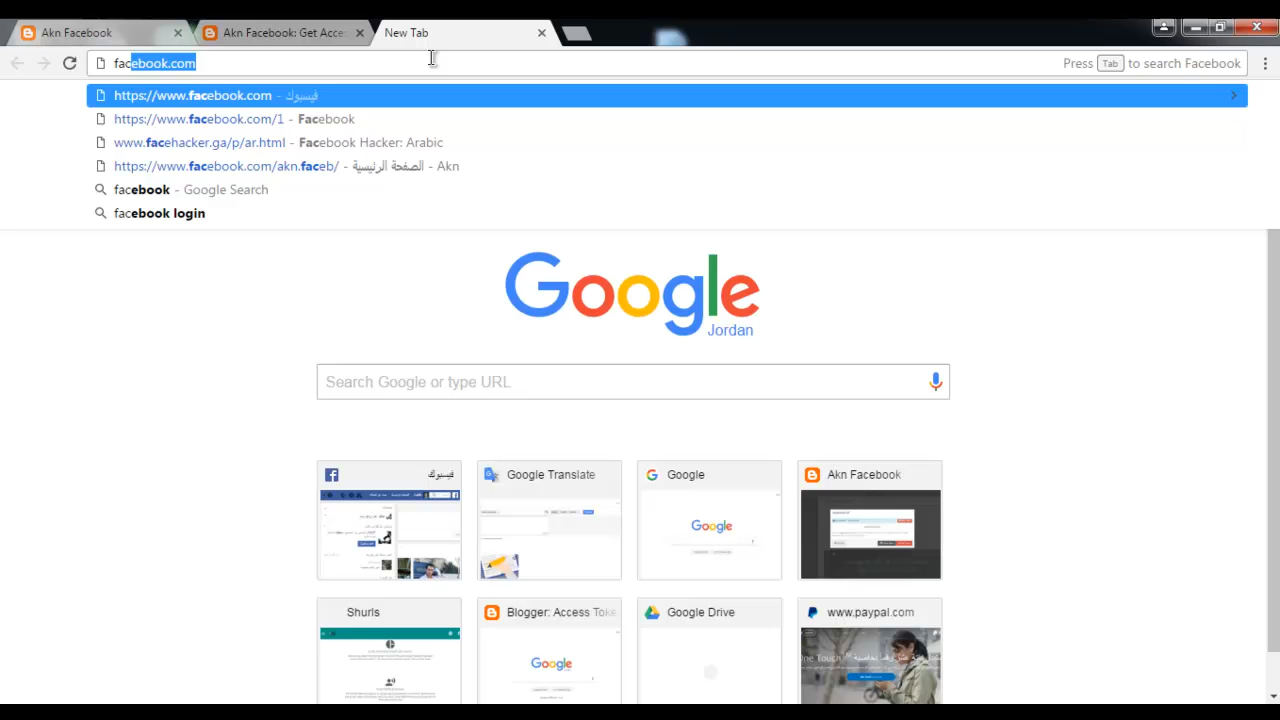 Akn Facebook
Akn Facebook: Get Acce
New Tab
facebook.com
Press Tab to search Facebook
https://www.facebook.com - فيسبوك
https://www.facebook.com/1 - Facebook
www.facehacker.ga/p/ar.html - Facebook Hacker: Arabic
https://www.facebook.com/akn.faceb/ - الصفحة الرئيسية - Akn
facebook - Google Search
facebook login
Google
Jordan
Search Google or type URL
فيسبوك
Google Translate
Google
Akn Facebook
Google
Shurls
Blogger: Access Toke
Google Drive
www.paypal.com
Google
One Touch